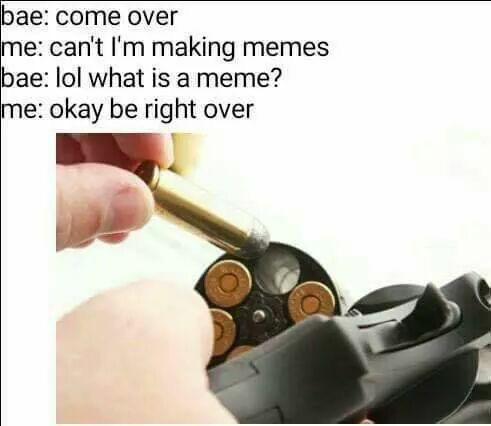 bae: come over
me: can't I'm making memes
bae: lol what is a meme?
me: okay be right over